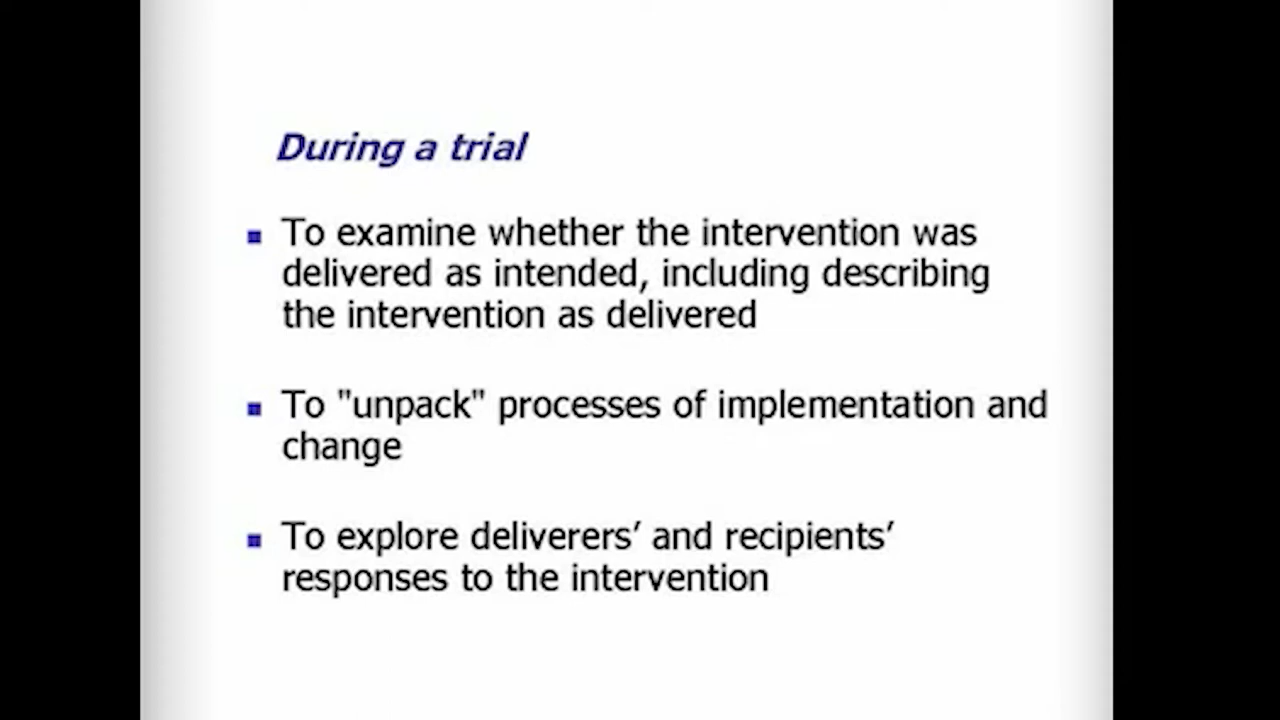 During a trial
To examine whether the intervention was
delivered as intended, including describing
the intervention as delivered
To "unpack" processes of implementation and
change
To explore deliverers’ and recipients’
responses to the intervention